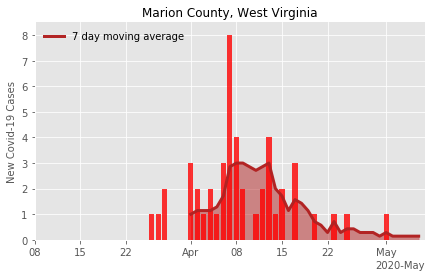 Marion County, West Virginia
7 day moving average
New Covid-19 Cases
8
7
6
5
4
3
2
1
0
08 15 22 Apr 08 15 22 May
2020-May